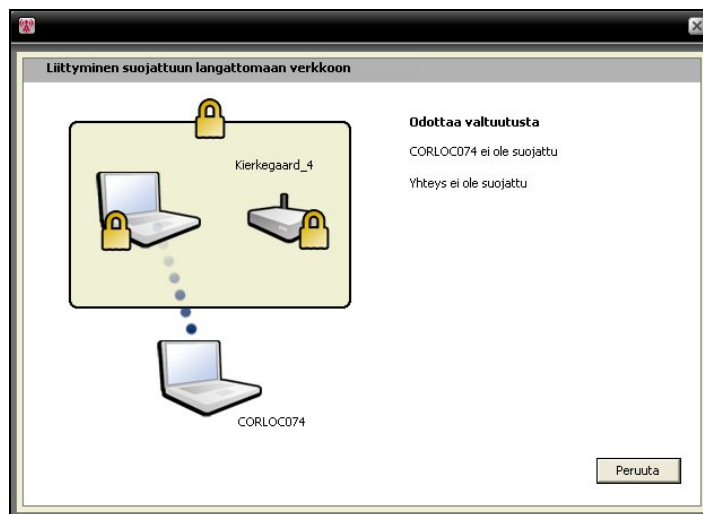 Liittyminen suojattuun langattomaan verkkoon
Odottaa valtuutusta
CORLOC074 ei ole suojattu
Yhteys ei ole suojattu
Kierkegaard_4
CORLOC074
Peruuta